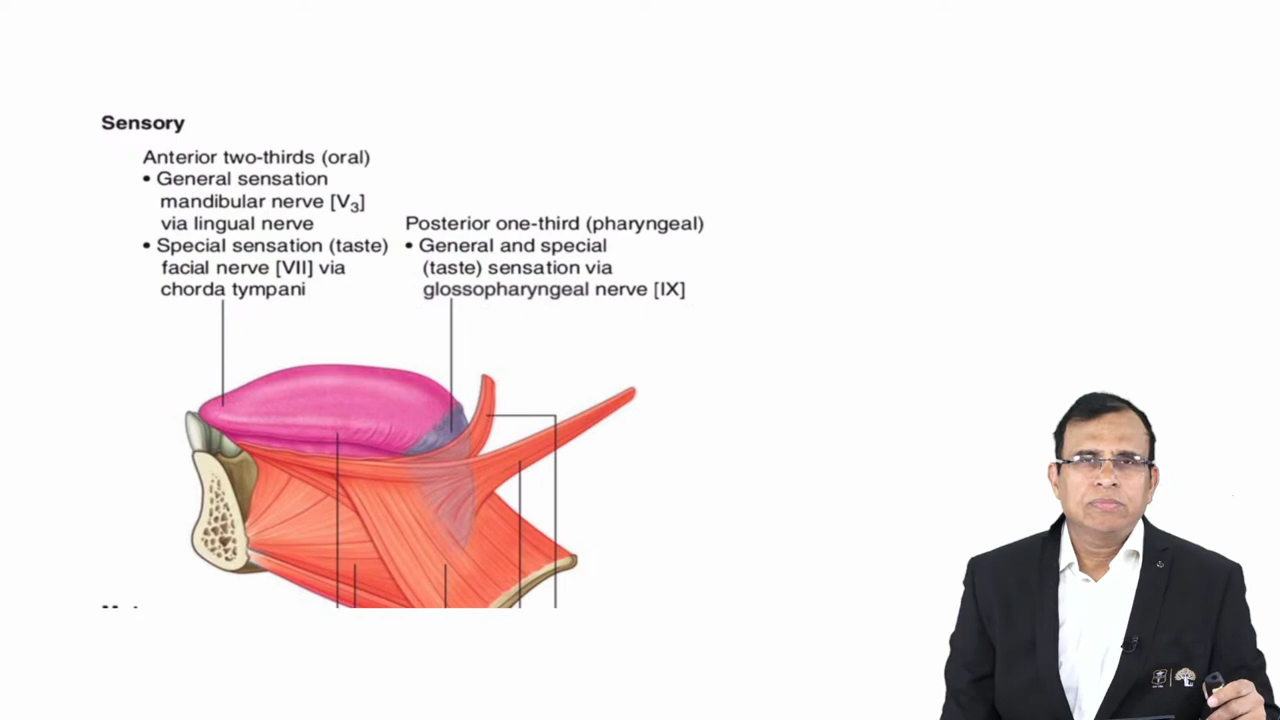 Sensory
Anterior two-thirds (oral)
• General sensation
mandibular nerve [V3]
via lingual nerve
• Special sensation (taste)
facial nerve [VII] via
chorda tympani
Posterior one-third (pharyngeal)
• General and special
(taste) sensation via
glossopharyngeal nerve [IX]